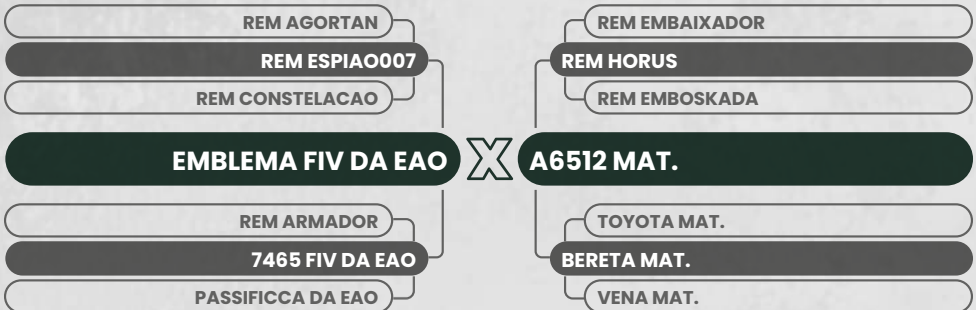 REM AGORTAN
REM ESPIAO007
REM CONSTELACAO
EMBLEMA FIV DA EAO
REM ARMADOR
7465 FIV DA EAO
PASSIFICCA DA EAO
X
REM EMBAIXADOR
REM HORUS
REM EMBOSKADA
A6512 MAT.
TOYOTA MAT.
BERETA MAT.
VENA MAT.